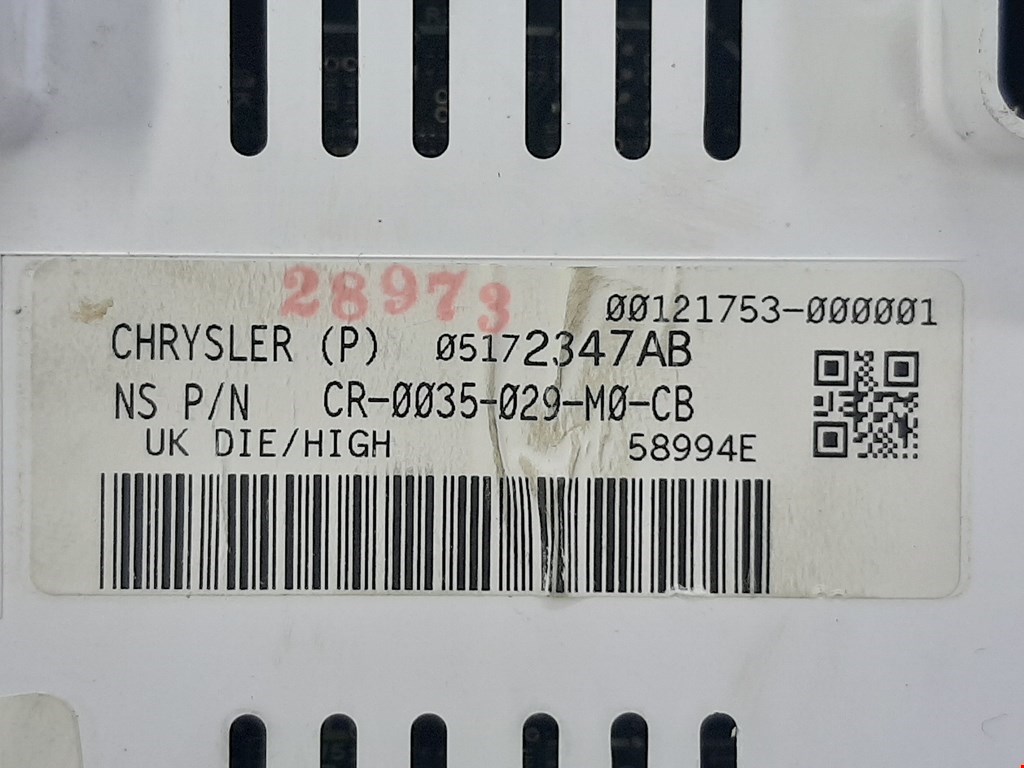 28973
00121753-000001
CHRYSLER (P) 05172347AB
NS P/N CR-0035-029-M0-CB
UK DIE/HIGH 58994E